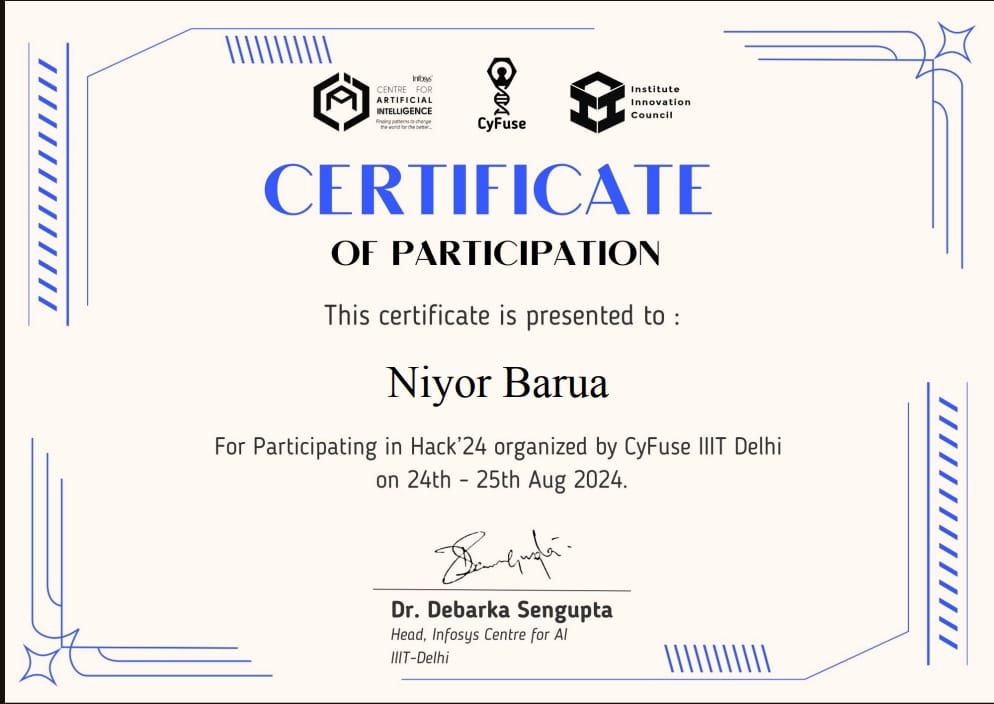 Infosys
CENTRE FOR
ARTIFICIAL
INTELLIGENCE
Finding patterns to change
the world for the better...
CyFuse
Institute
Innovation
Council
CERTIFICATE
OF PARTICIPATION
This certificate is presented to :
Niyor Barua
For Participating in Hack'24 organized by CyFuse IIIT Delhi
on 24th - 25th Aug 2024.
Dr. Debarka Sengupta
Head, Infosys Centre for AI
IIIT-Delhi